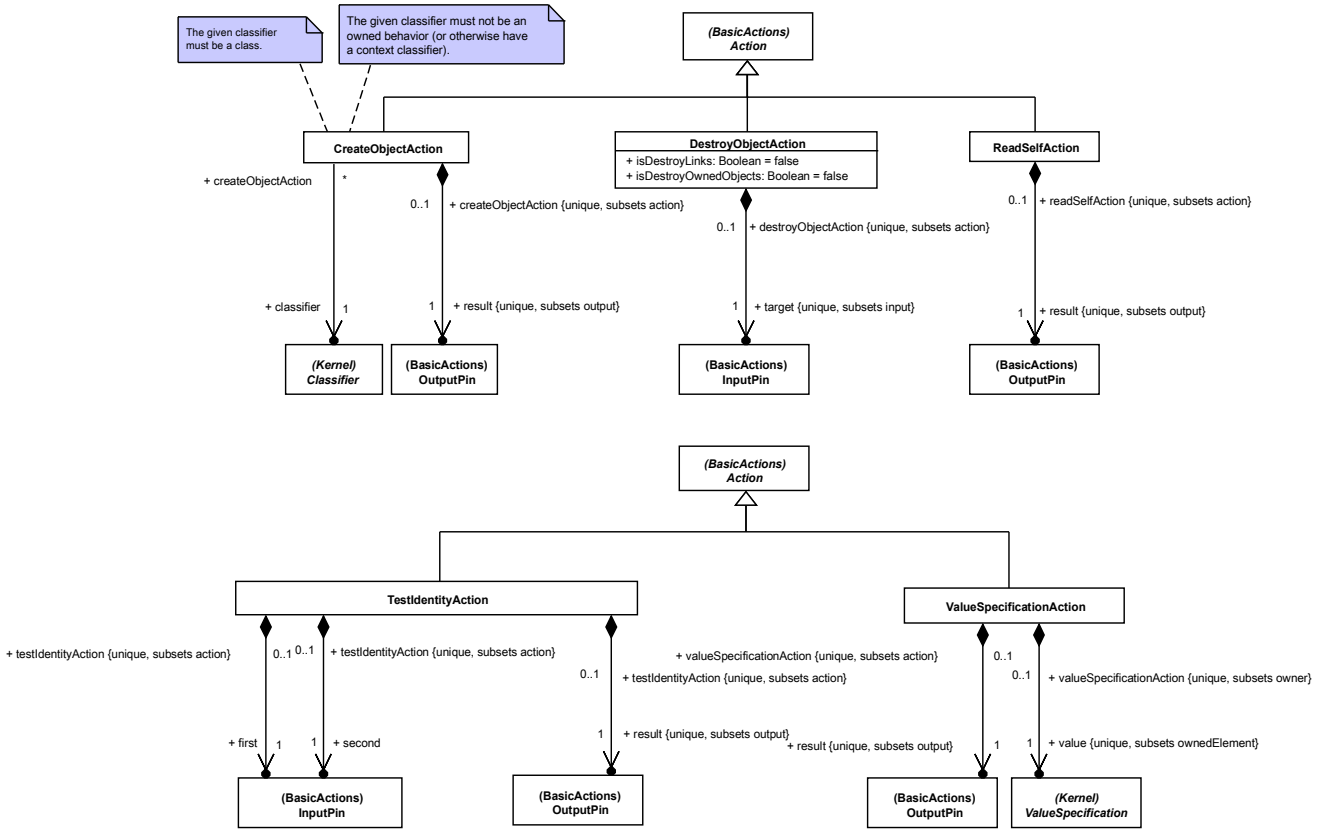 The given classifier
must be a class.
The given classifier must not be an
owned behavior (or otherwise have
a context classifier).
(BasicActions)
Action
CreateObjectAction
DestroyObjectAction
+ isDestroyLinks: Boolean = false
+ isDestroyOwnedObjects: Boolean = false
ReadSelfAction
+ createObjectAction
*
0..1
+ createObjectAction {unique, subsets action}
0..1
+ destroyObjectAction {unique, subsets action}
0..1
+ readSelfAction {unique, subsets action}
+ classifier
1
1
+ result {unique, subsets output}
1
+ target {unique, subsets input}
1
+ result {unique, subsets output}
(Kernel)
Classifier
(BasicActions)
OutputPin
(BasicActions)
InputPin
(BasicActions)
OutputPin
(BasicActions)
Action
TestIdentityAction
ValueSpecificationAction
+ testIdentityAction {unique, subsets action}
0..1
0..1
+ testIdentityAction {unique, subsets action}
0..1
+ testIdentityAction {unique, subsets action}
+ valueSpecificationAction {unique, subsets action}
0..1
0..1
+ valueSpecificationAction {unique, subsets owner}
+ first
1
1
+ second
1
+ result {unique, subsets output}
+ result {unique, subsets output}
1
1
+ value {unique, subsets ownedElement}
(BasicActions)
InputPin
(BasicActions)
OutputPin
(BasicActions)
OutputPin
(Kernel)
ValueSpecification